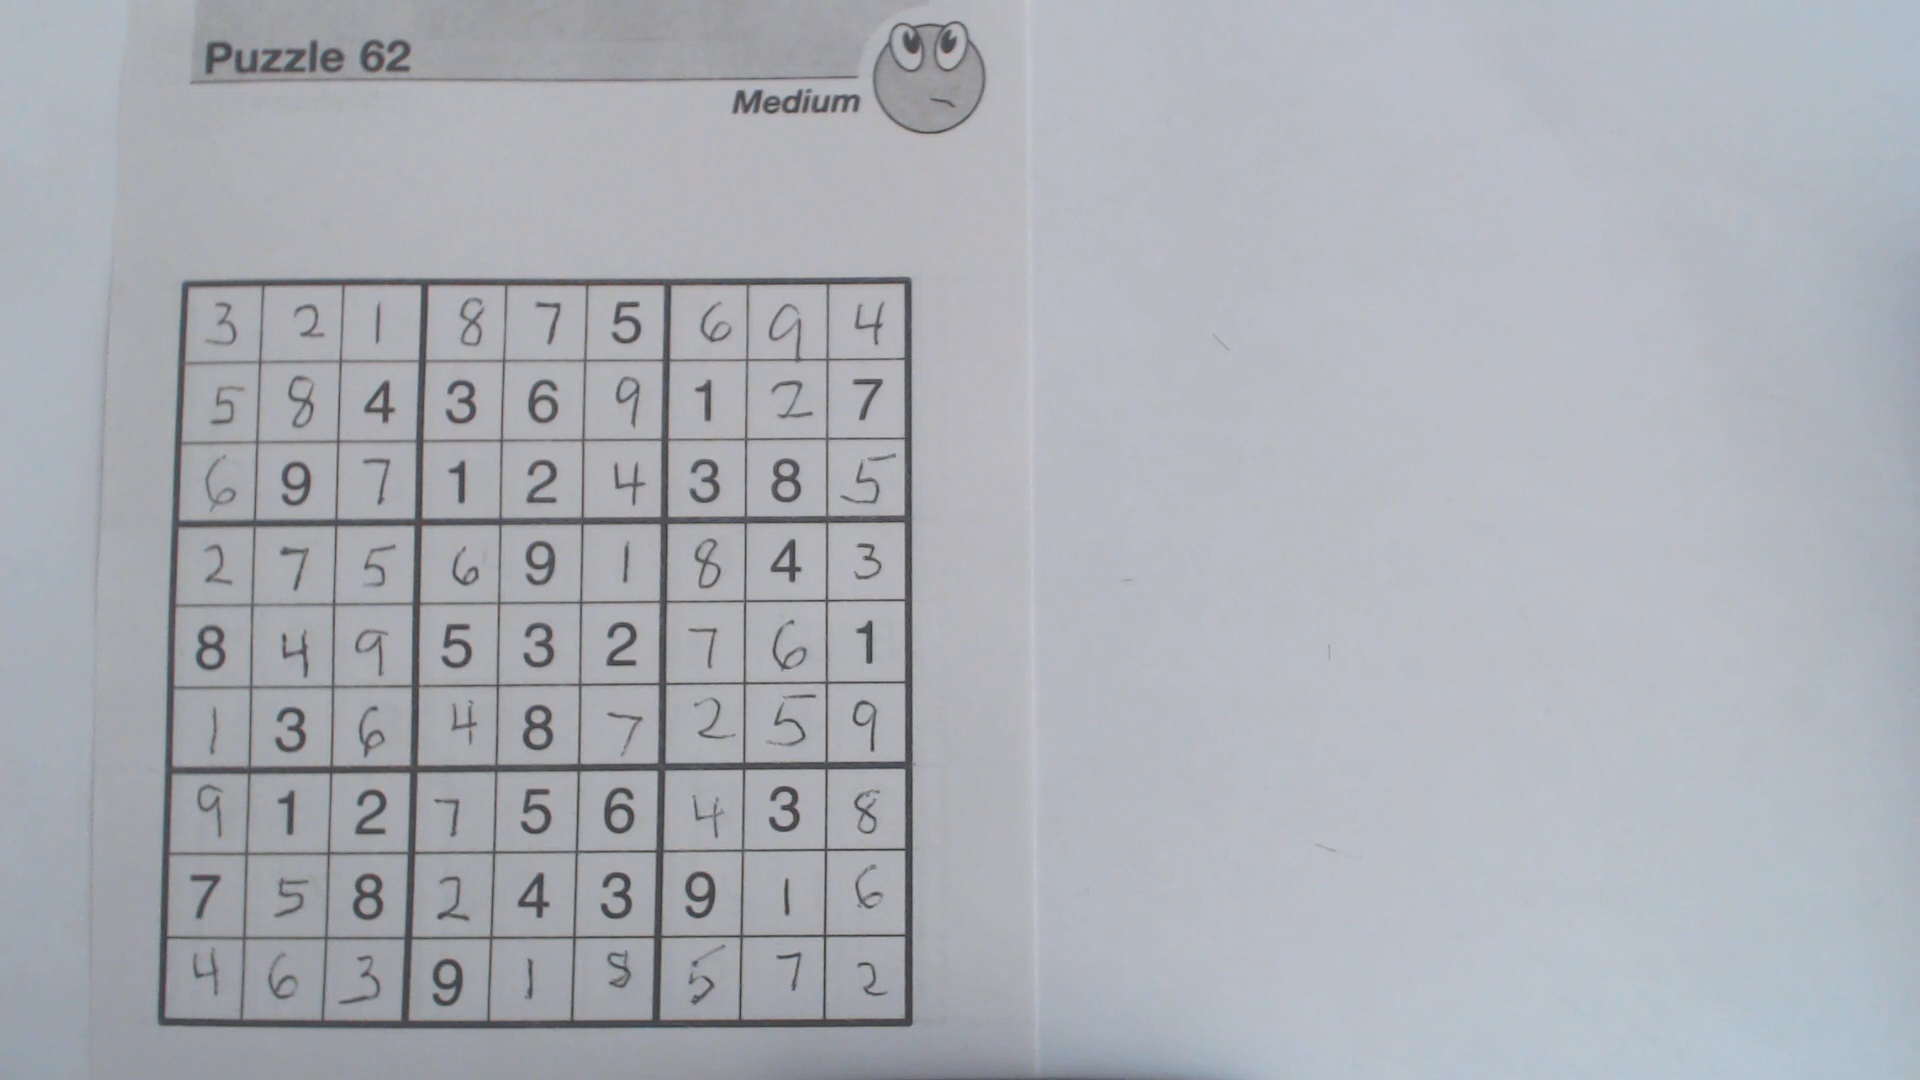 Puzzle 62
Medium
3 2 1 8 7 5 6 9 4
5 8 4 3 6 9 1 2 7
6 9 7 1 2 4 3 8 5
2 7 5 6 9 1 8 4 3
8 4 9 5 3 2 7 6 1
1 3 6 4 8 7 2 5 9
9 1 2 7 5 6 4 3 8
7 5 8 2 4 3 9 1 6
4 6 3 9 1 8 5 7 2